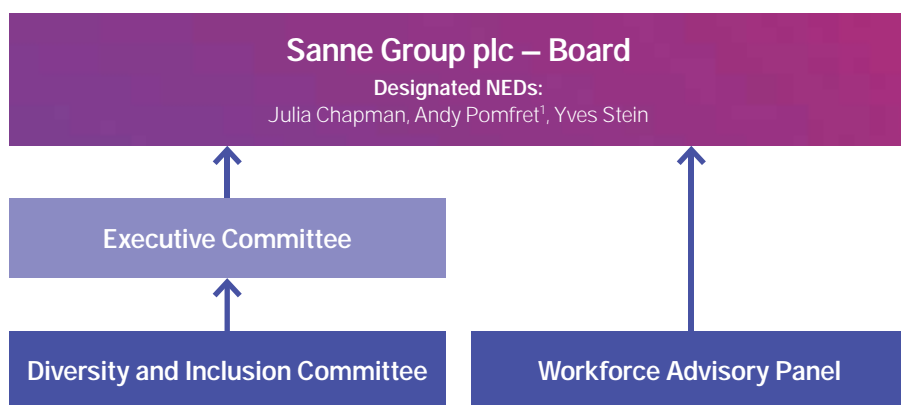 Sanne Group plc – Board
Designated NEDs:
Julia Chapman, Andy Pomfret¹, Yves Stein
Executive Committee
Diversity and Inclusion Committee
Workforce Advisory Panel